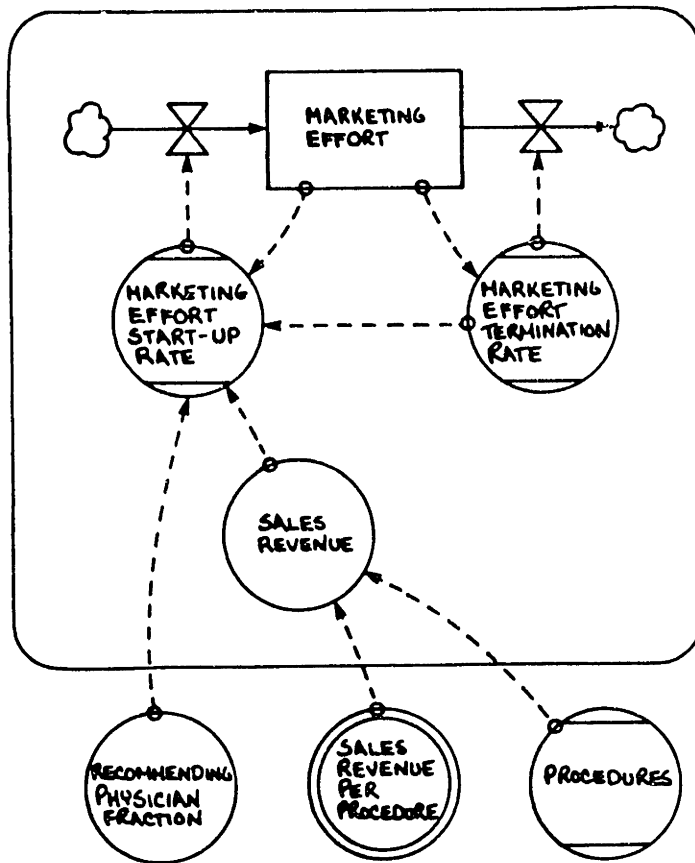 MARKETING
EFFORT
MARKETING
EFFORT
START-UP
RATE
MARKETING
EFFORT
TERMINATION
RATE
SALES
REVENUE
RECOMMENDING
PHYSICIAN
FRACTION
SALES
REVENUE
PER
PROCEDURE
PROCEDURES